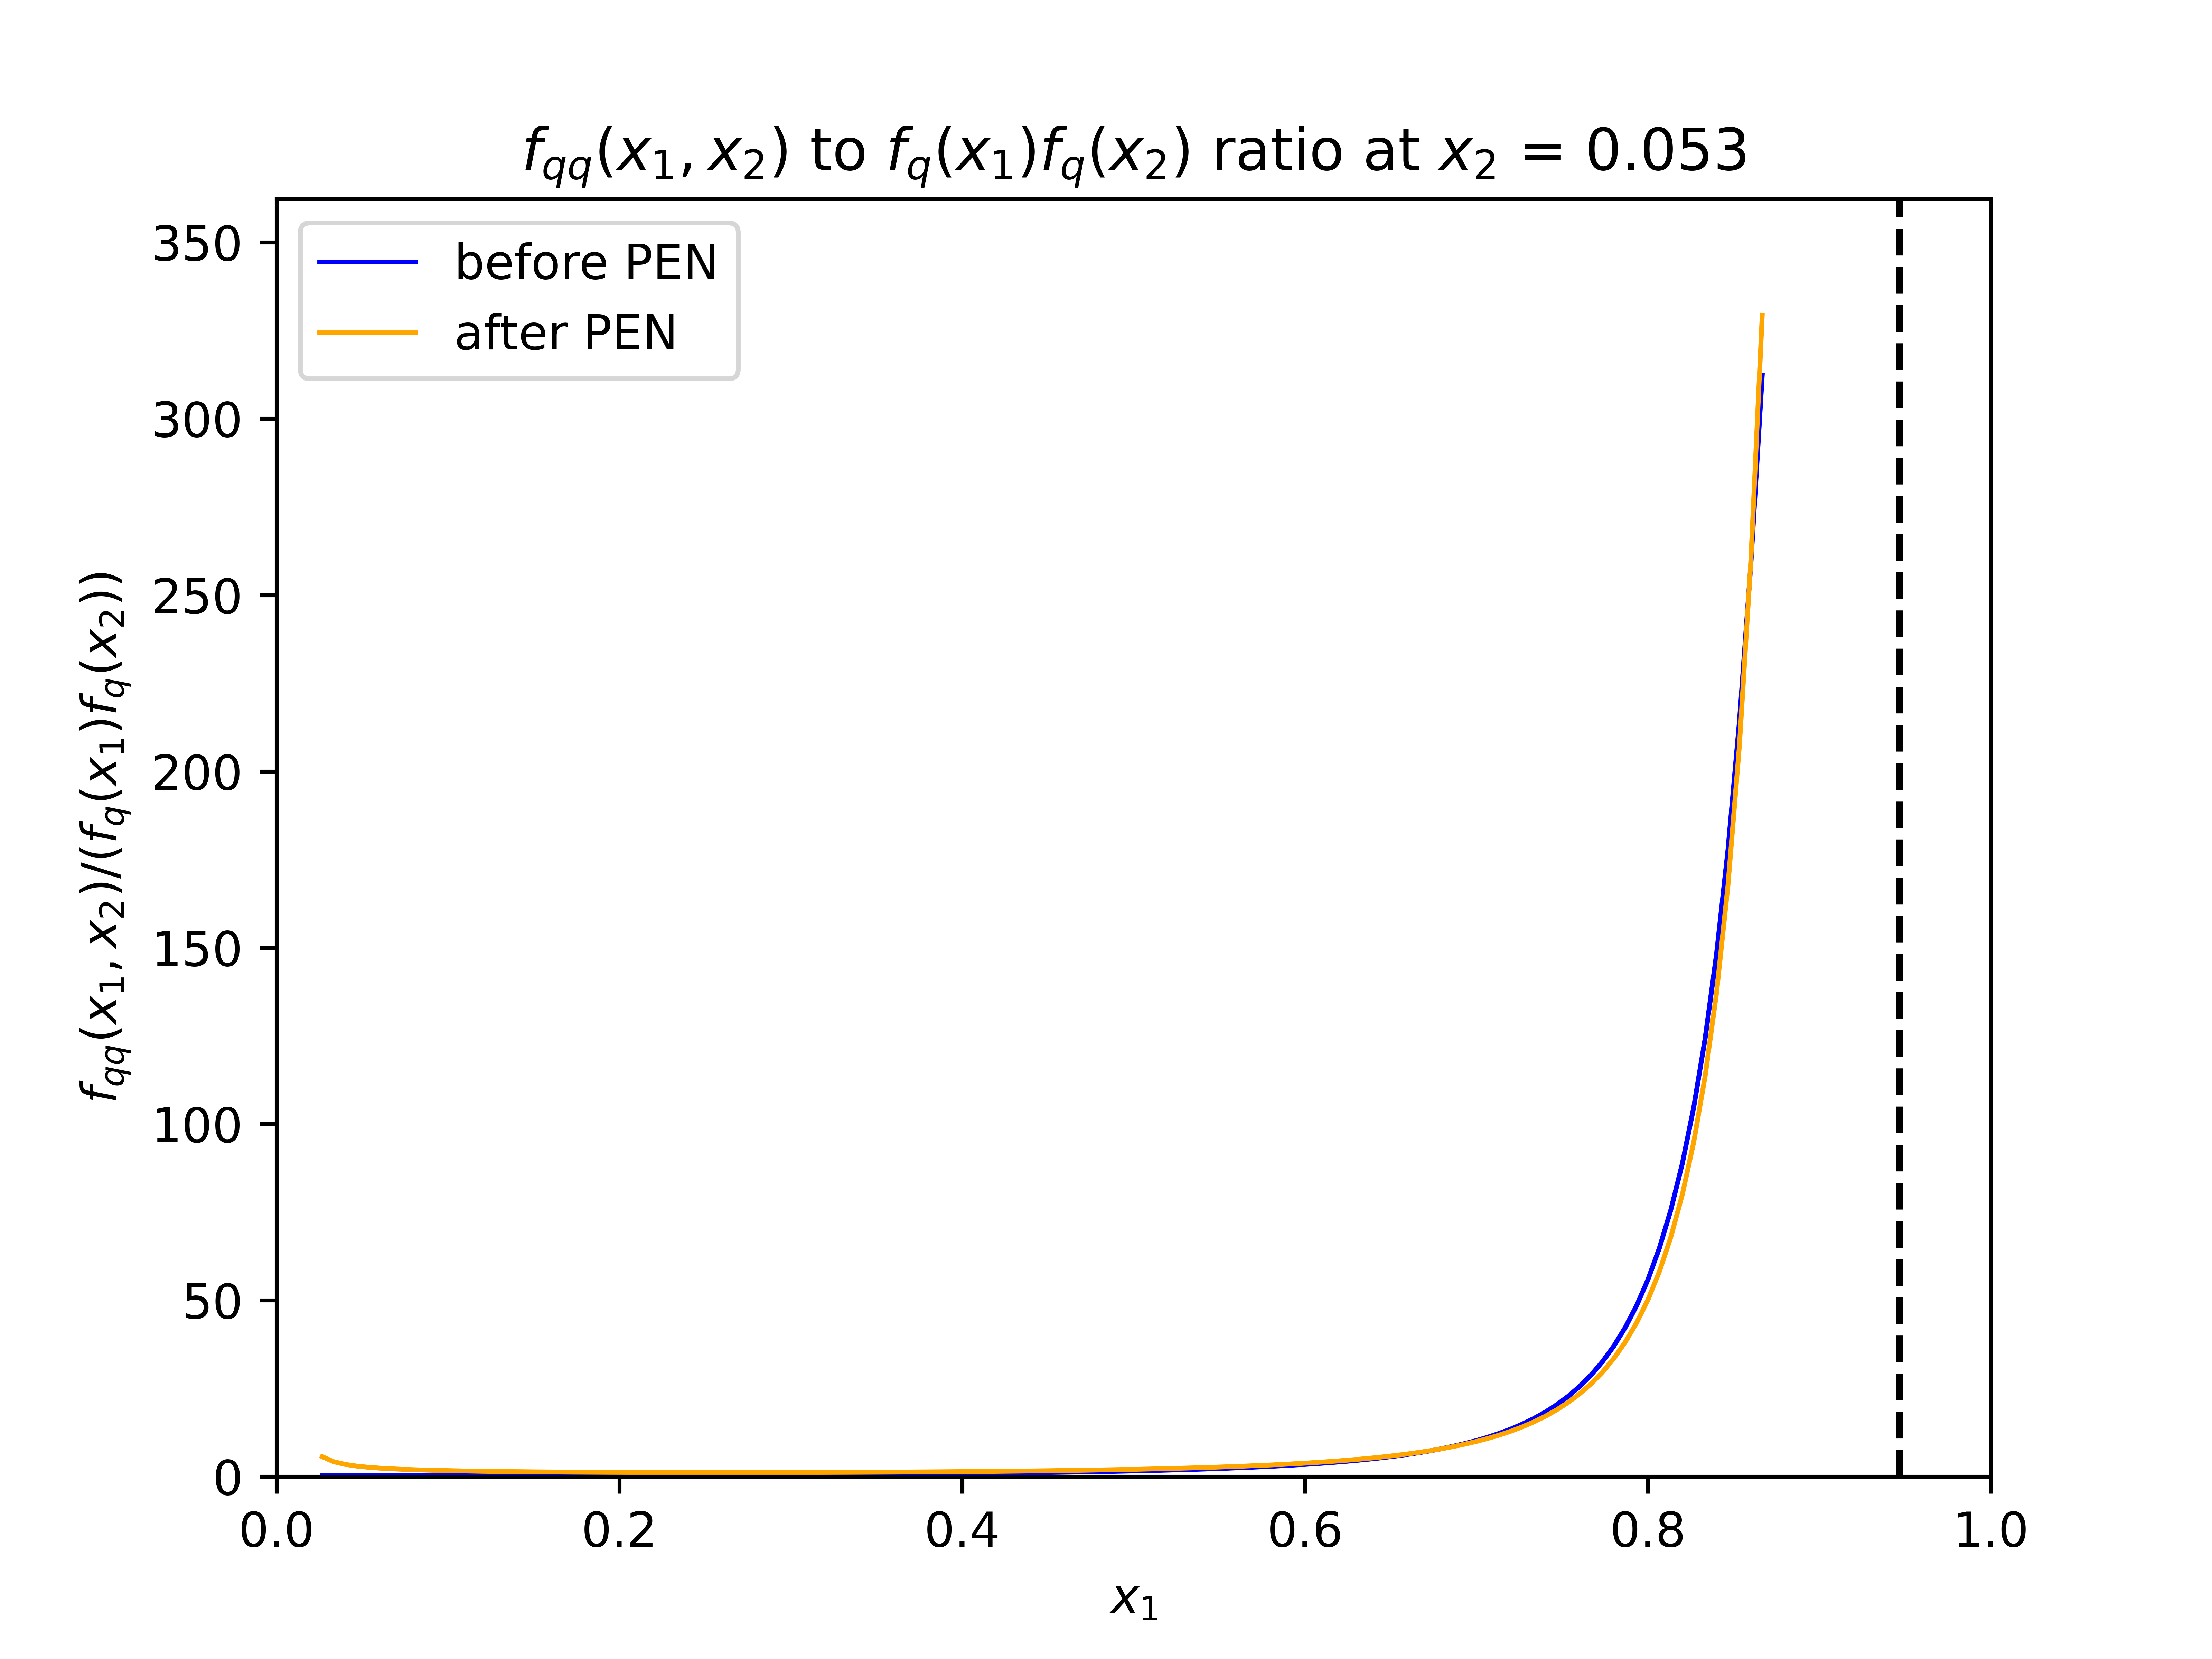 f_qq(x_1, x_2) to f_q(x_1)f_q(x_2) ratio at x_2 = 0.053
before PEN
after PEN
f_qq(x_1, x_2)/(f_q(x_1)f_q(x_2))
350
300
250
200
150
100
50
0
0.0 0.2 0.4 0.6 0.8 1.0
x_1